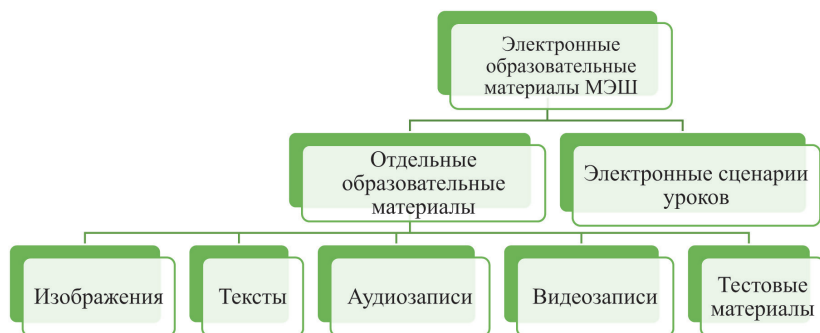 Электронные
образовательные
материалы МЭШ
Отдельные
образовательные
материалы
Электронные сценарии
уроков
Изображения
Тексты
Аудиозаписи
Видеозаписи
Тестовые
материалы